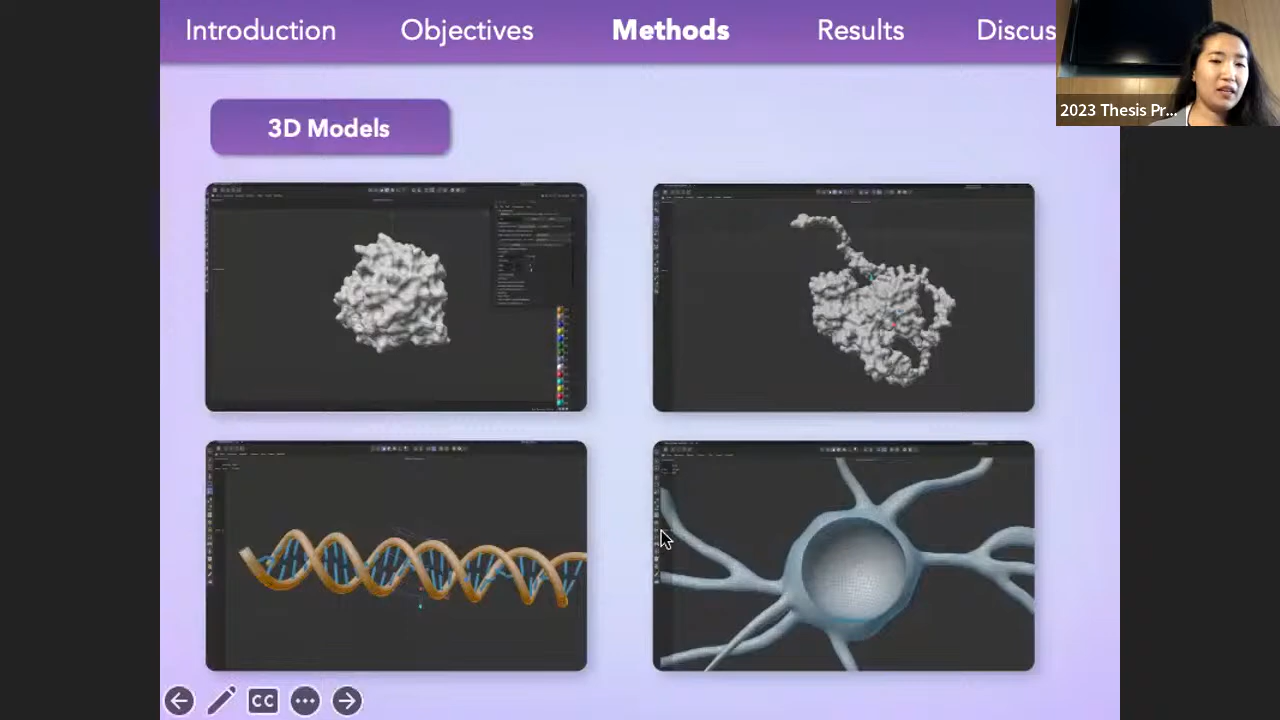 Introduction Objectives Methods Results Discus
2023 Thesis Pr...
3D Models
CC